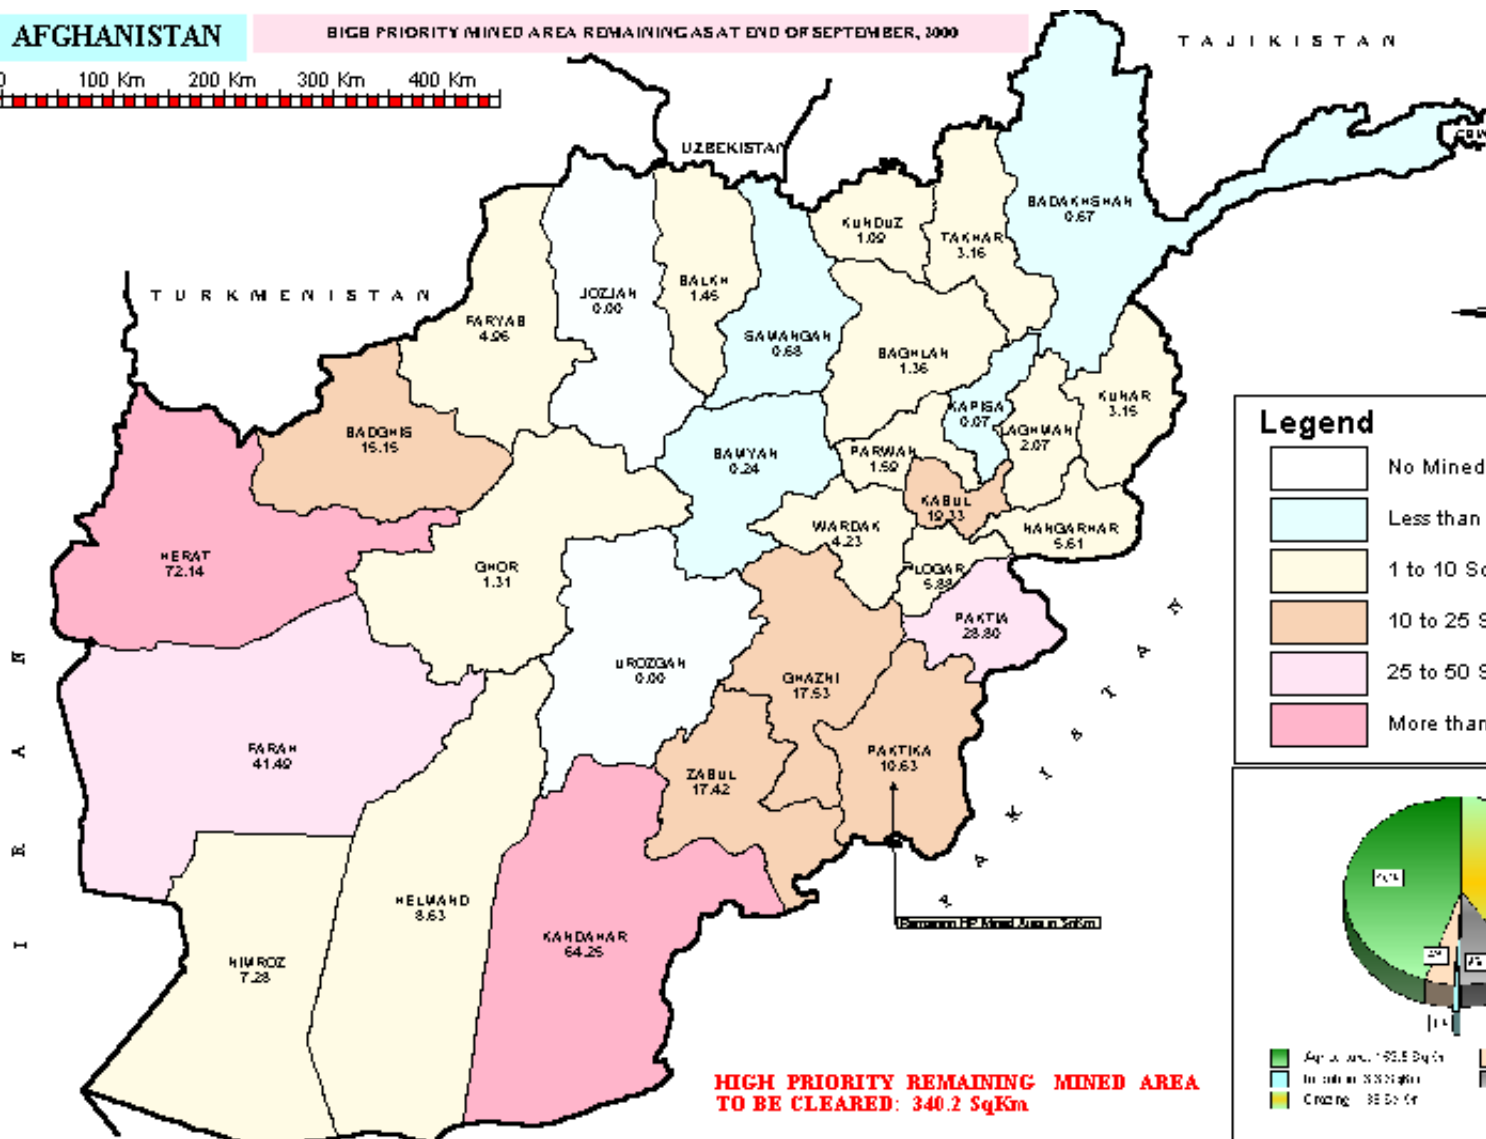 AFGHANISTAN
HIGH PRIORITY MINED AREA REMAINING AS AT END OF SEPTEMBER, 2000
0 100 Km 200 Km 300 Km 400 Km
TAJIKISTAN
UZBEKISTAN
TURKMENISTAN
BADAKHSHAN
0.67
KUNDUZ
1.09
TAKHAR
3.16
JOZJAN
0.00
BALKH
1.45
FARYAB
4.96
SAMANGAN
0.68
BAGHLAN
1.36
KUNAR
3.15
KAPISA
0.07
LAGHMAN
2.07
BADGHIS
15.15
BAMYAN
0.24
PARWAN
1.59
KABUL
19.33
WARDAK
4.23
NANGARHAR
5.61
HERAT
72.14
GHOR
1.31
LOGAR
5.88
PAKTIA
28.80
UROZGAN
0.00
GHAZNI
17.53
FARAH
41.49
ZABUL
17.42
PAKTIKA
10.63
HELMAND
8.63
KANDAHAR
64.25
NIMROZ
7.28
IRAN
PAKISTAN
Remaining HP Mined Area in SqKm
HIGH PRIORITY REMAINING MINED AREA
TO BE CLEARED: 340.2 SqKm
Legend
No Mined
Less than
1 to 10 Sq
10 to 25 S
25 to 50 S
More than